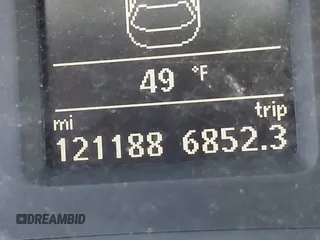 49 °F
mi trip
121188 6852.3
DREAMBID